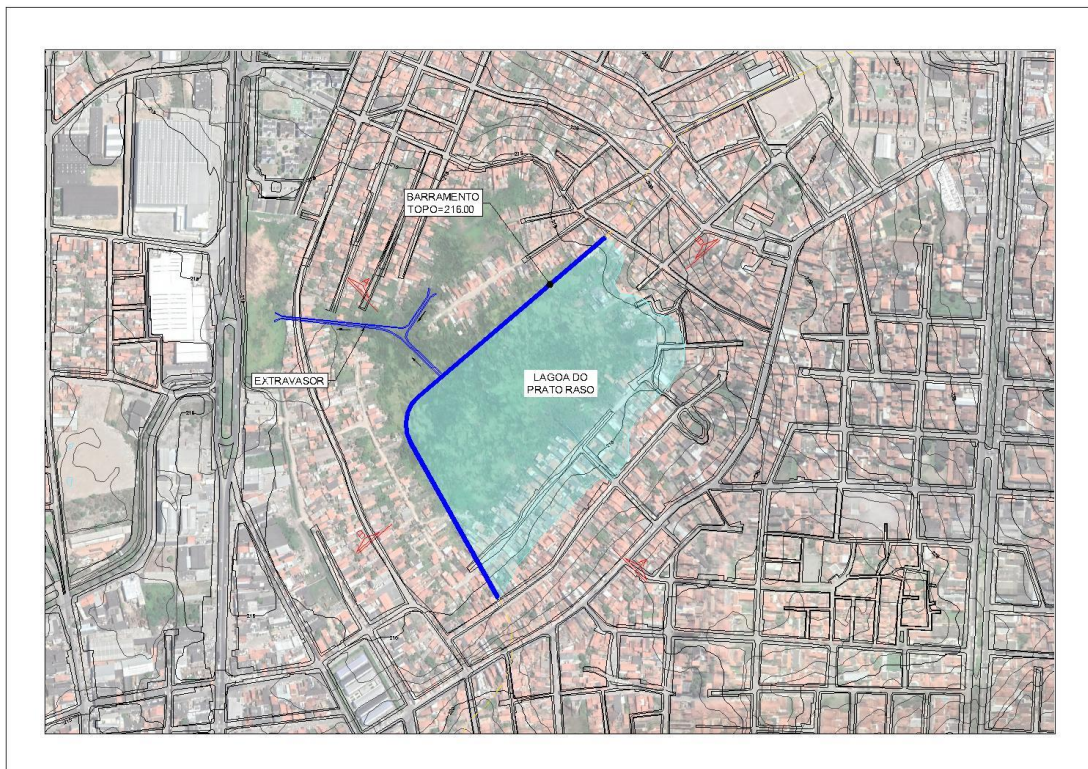 BARRAMENTO
TOPO=216.00
EXTRAVASOR
LAGOA DO
PRATO RASO